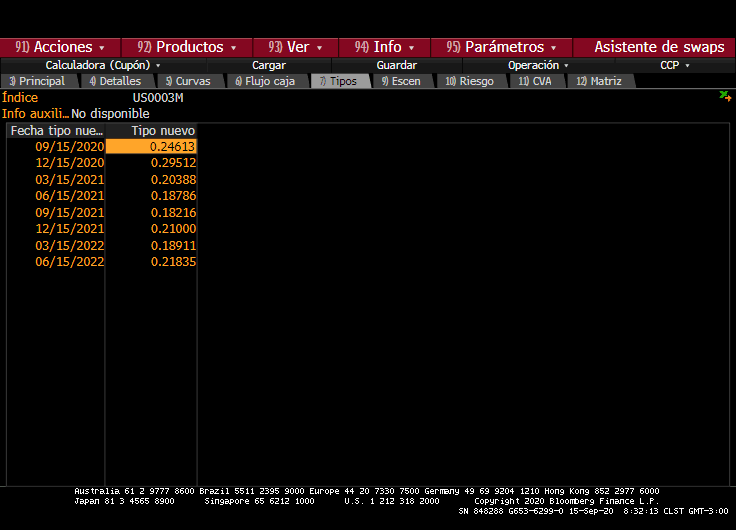 91) Acciones 92) Productos 93) Ver 94) Info 95) Parámetros Asistente de swaps
Calculadora (Cupón) Cargar Guardar Operación CCP
3) Principal 4) Detalles 5) Curvas 6) Flujo caja 7) Tipos 9) Escen 10) Riesgo 11) CVA 12) Matriz
Índice US0003M
Info auxili... No disponible
Fecha tipo nue... Tipo nuevo
09/15/2020 0.24613
12/15/2020 0.29512
03/15/2021 0.20388
06/15/2021 0.18786
09/15/2021 0.18216
12/15/2021 0.21000
03/15/2022 0.18911
06/15/2022 0.21835
Australia 61 2 9777 8600 Brazil 5511 2395 9000 Europe 44 20 7330 7500 Germany 49 69 9204 1210 Hong Kong 852 2977 6000
Japan 81 3 4565 8900 Singapore 65 6212 1000 U.S. 1 212 318 2000 Copyright 2020 Bloomberg Finance L.P.
SN 848288 G653-6299-0 15-Sep-20 8:32:13 CLST GMT-3:00